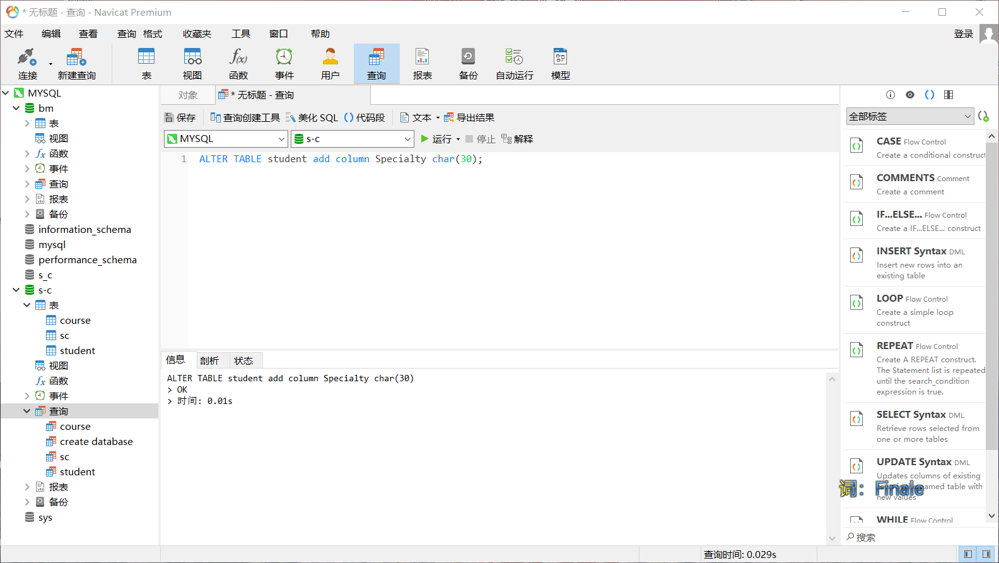 * 无标题 - 查询 - Navicat Premium
文件 编辑 查看 查询 格式 收藏夹 工具 窗口 帮助 登录
连接 新建查询 表 视图 函数 事件 用户 查询 报表 备份 自动运行 模型
MYSQL
bm
表
视图
函数
事件
查询
报表
备份
information_schema
mysql
performance_schema
s_c
s-c
表
course
sc
student
视图
函数
事件
查询
course
create database
sc
student
报表
备份
sys
对象 * 无标题 - 查询
保存 查询创建工具 美化 SQL 代码段 文本 导出结果
MYSQL s-c 运行 停止 解释
1 ALTER TABLE student add column Specialty char(30);
信息 剖析 状态
ALTER TABLE student add column Specialty char(30)
> OK
> 时间: 0.01s
全部标签
CASE Flow Control
Create a conditional construct
COMMENTS Comment
Create a comment
IF...ELSE... Flow Control
Create a IF...ELSE... construct
INSERT Syntax DML
Insert new rows into an
existing table
LOOP Flow Control
Create a simple loop
construct
REPEAT Flow Control
Create A REPEAT construct.
The Statement list is repeated
until the search_condition
expression is true.
SELECT Syntax DML
Retrieve rows selected from
one or more tables
UPDATE Syntax DML
Updates columns of existing
named table with
new values
词：Finale
WHILE Flow Control
搜索
查询时间: 0.029s